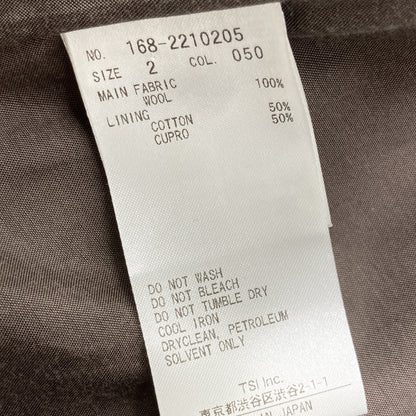 NO. 168-2210205
SIZE 2 COL. 050
MAIN FABRIC
WOOL 100%
LINING
COTTON 50%
CUPRO 50%
DO NOT WASH
DO NOT BLEACH
DO NOT TUMBLE DRY
COOL IRON
DRYCLEAN, PETROLEUM
SOLVENT ONLY
TSI Inc.
東京都渋谷区渋谷2-1-1
IN JAPAN